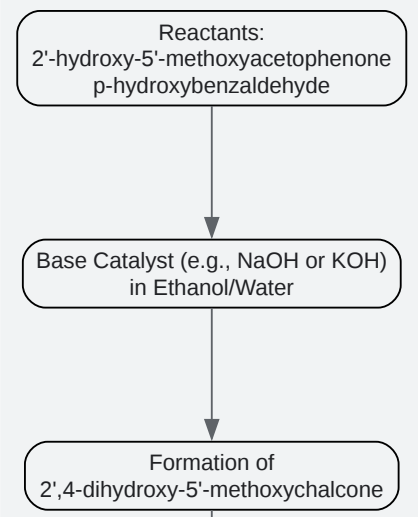 Reactants:
2'-hydroxy-5'-methoxyacetophenone
p-hydroxybenzaldehyde
Base Catalyst (e.g., NaOH or KOH)
in Ethanol/Water
Formation of
2',4-dihydroxy-5'-methoxychalcone